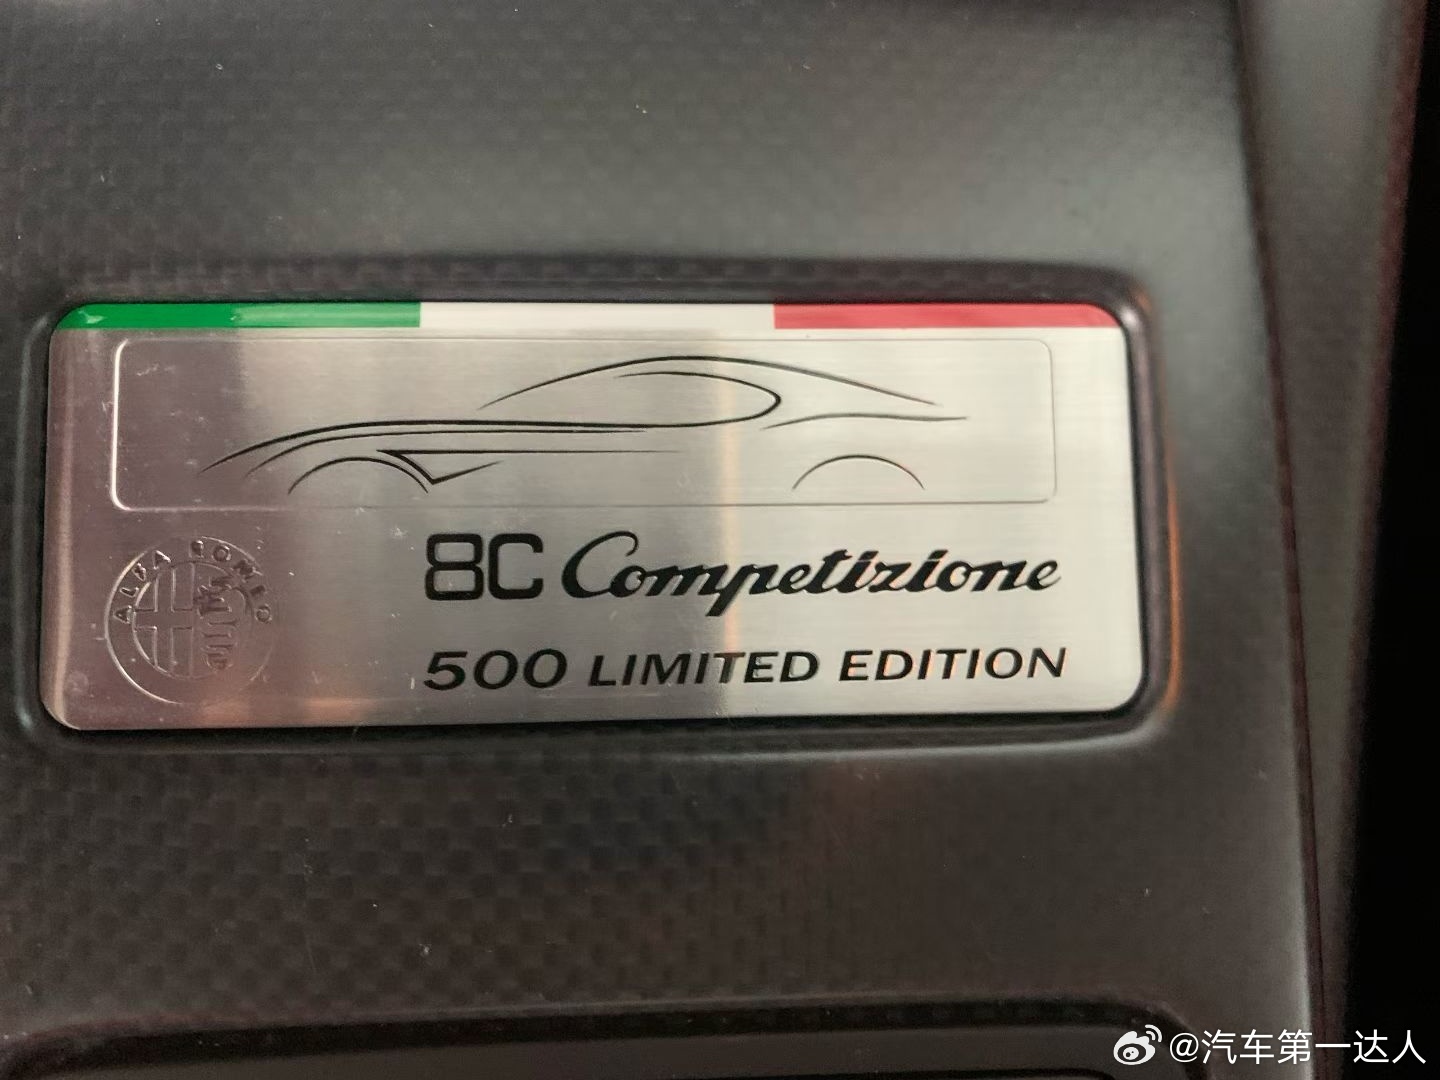 ALFA ROMEO
8C Competizione
500 LIMITED EDITION
@汽车第一达人